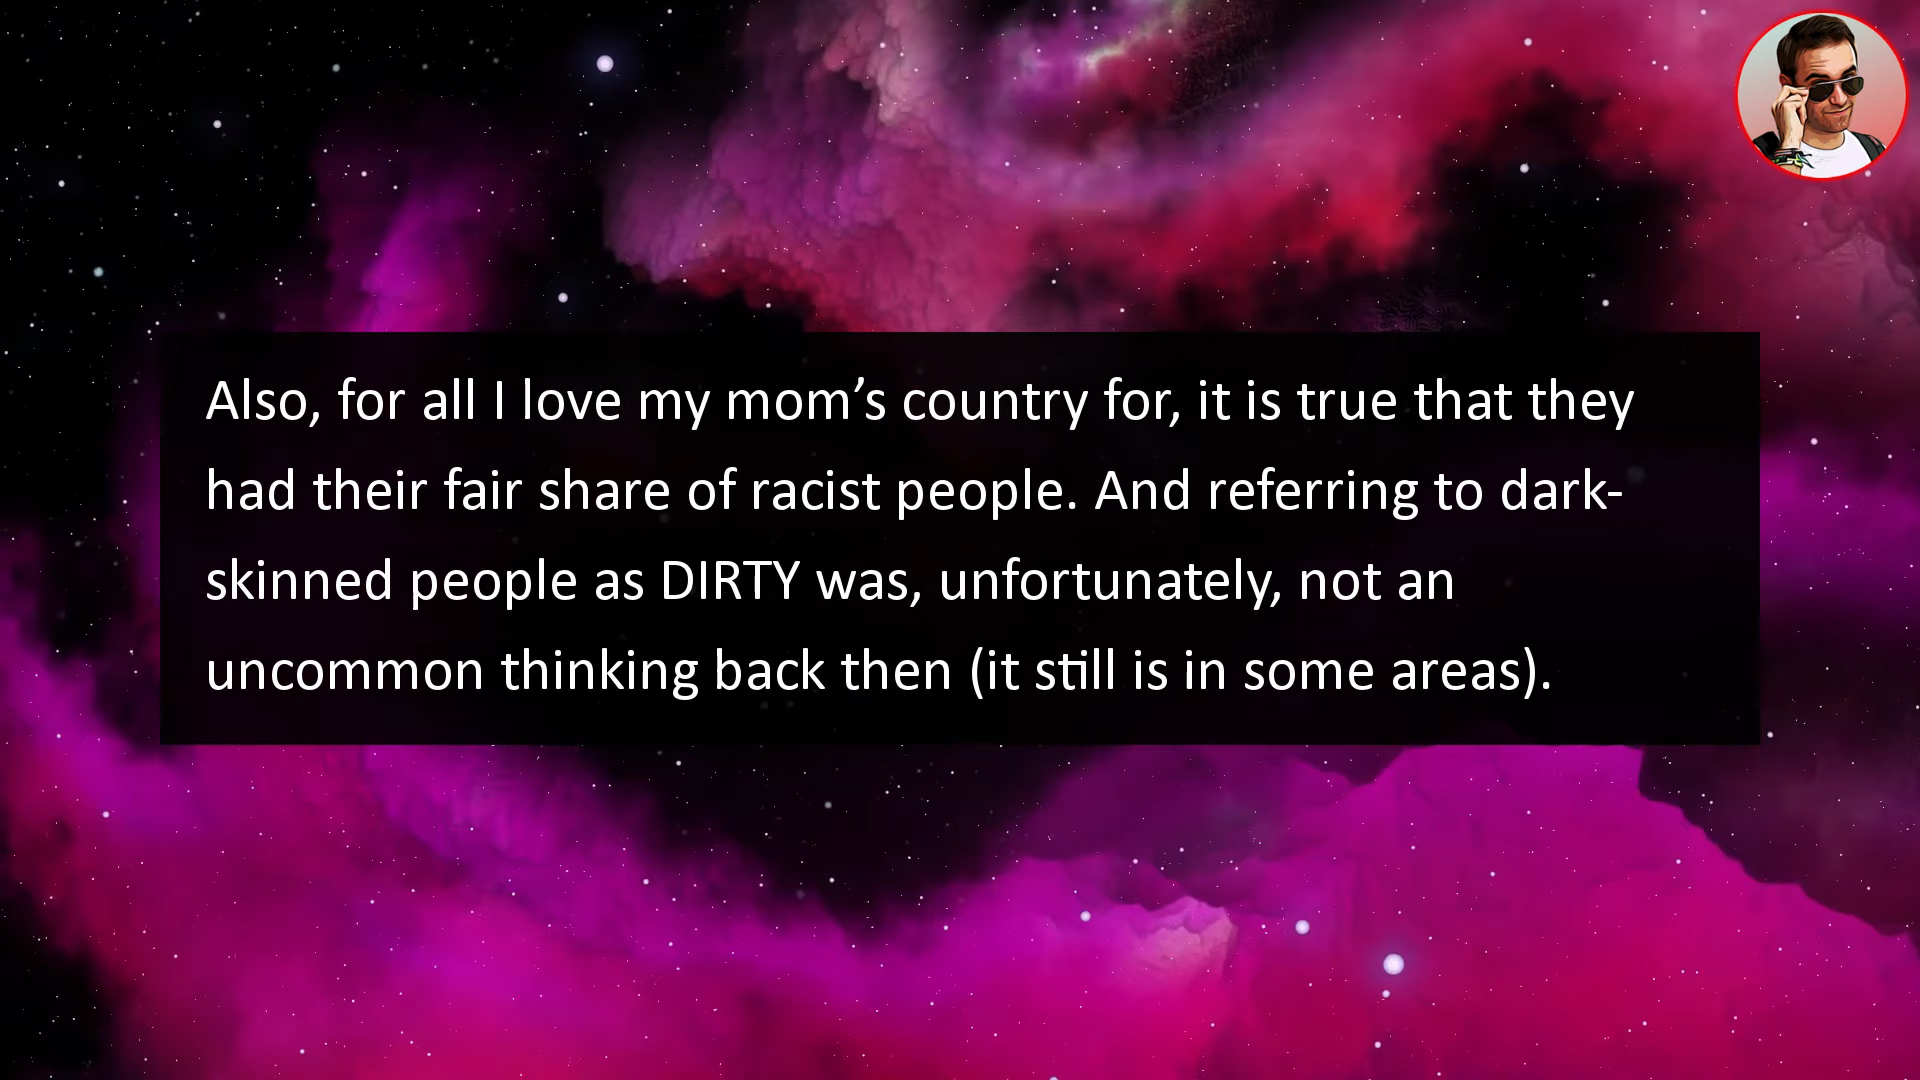 Also, for all I love my mom’s country for, it is true that they
had their fair share of racist people. And referring to dark-
skinned people as DIRTY was, unfortunately, not an
uncommon thinking back then (it still is in some areas).